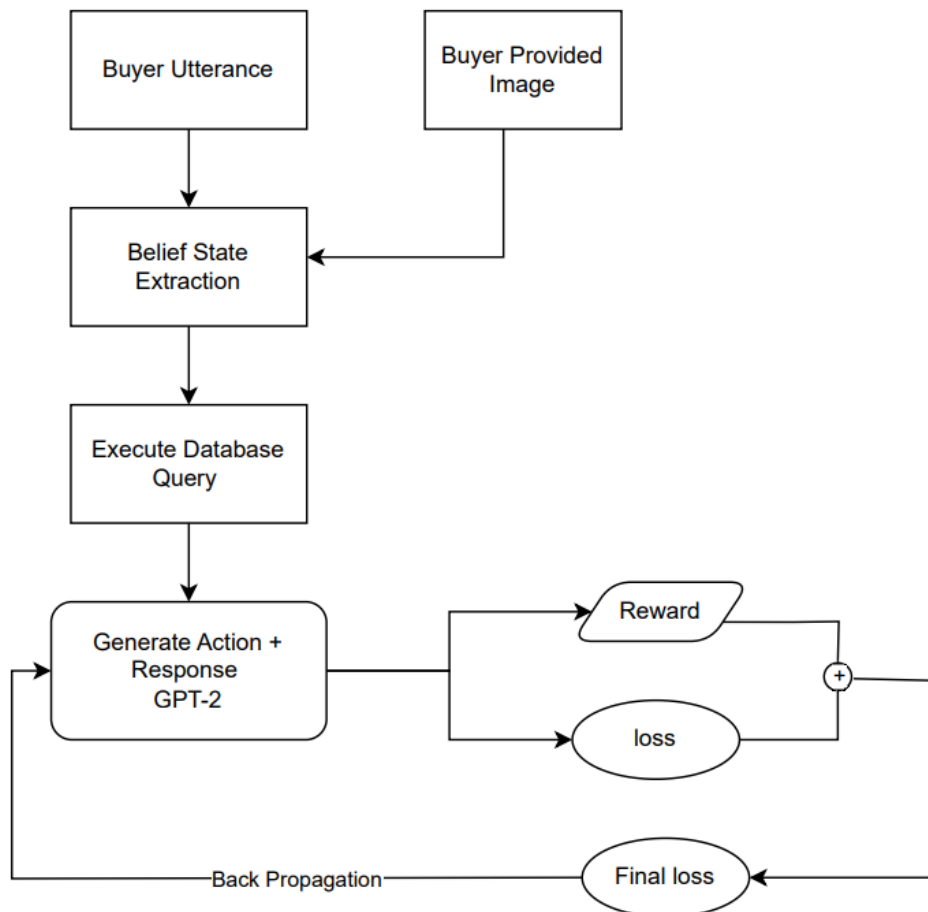 Buyer Utterance
Buyer Provided
Image
Belief State
Extraction
Execute Database
Query
Generate Action +
Response
GPT-2
Reward
+
loss
Final loss
Back Propagation